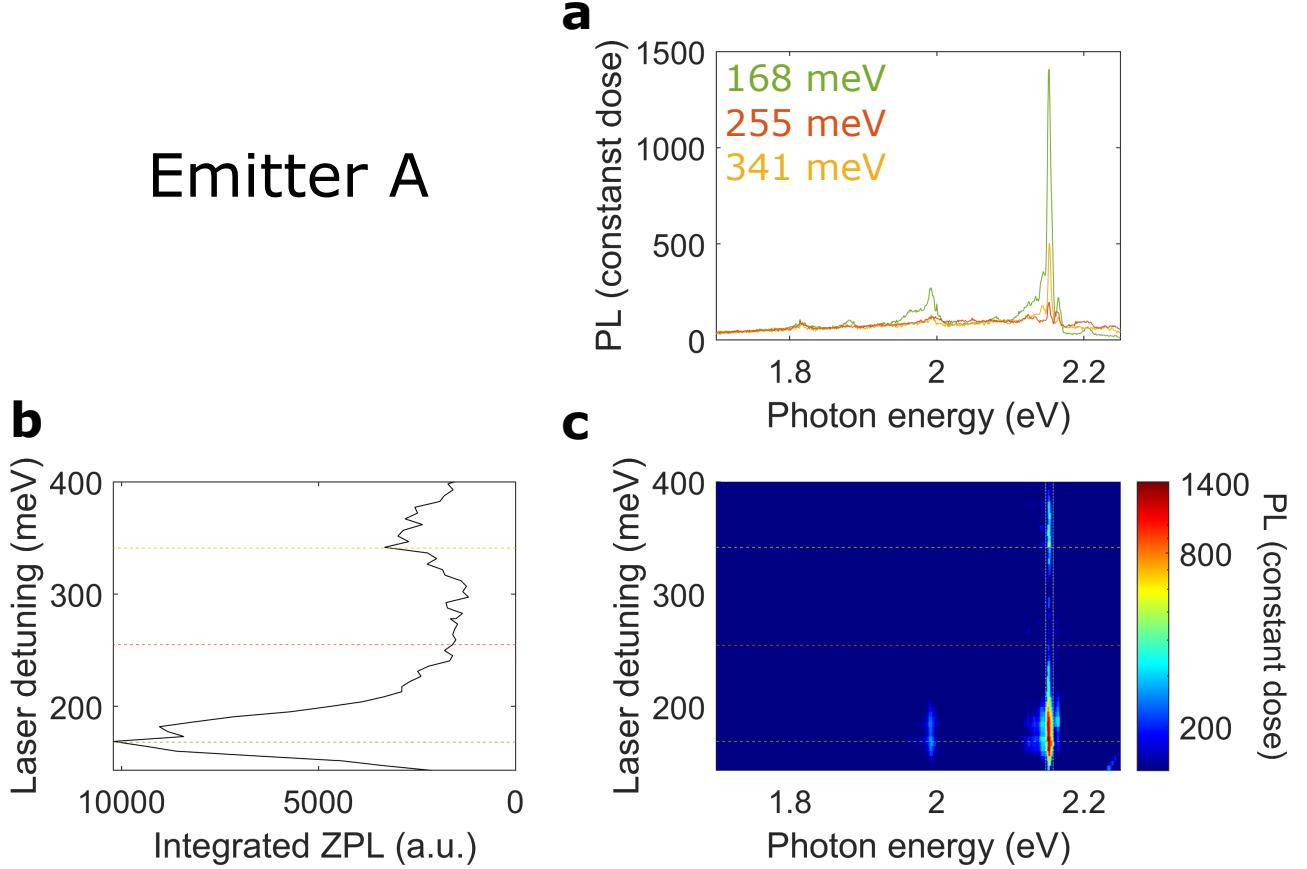 Emitter A
a
PL (constanst dose)
1500
1000
500
0
168 meV
255 meV
341 meV
1.8
2
2.2
Photon energy (eV)
b
Laser detuning (meV)
400
300
200
10000
5000
0
Integrated ZPL (a.u.)
c
Laser detuning (meV)
400
300
200
1.8
2
2.2
Photon energy (eV)
1400
800
200
PL (constant dose)